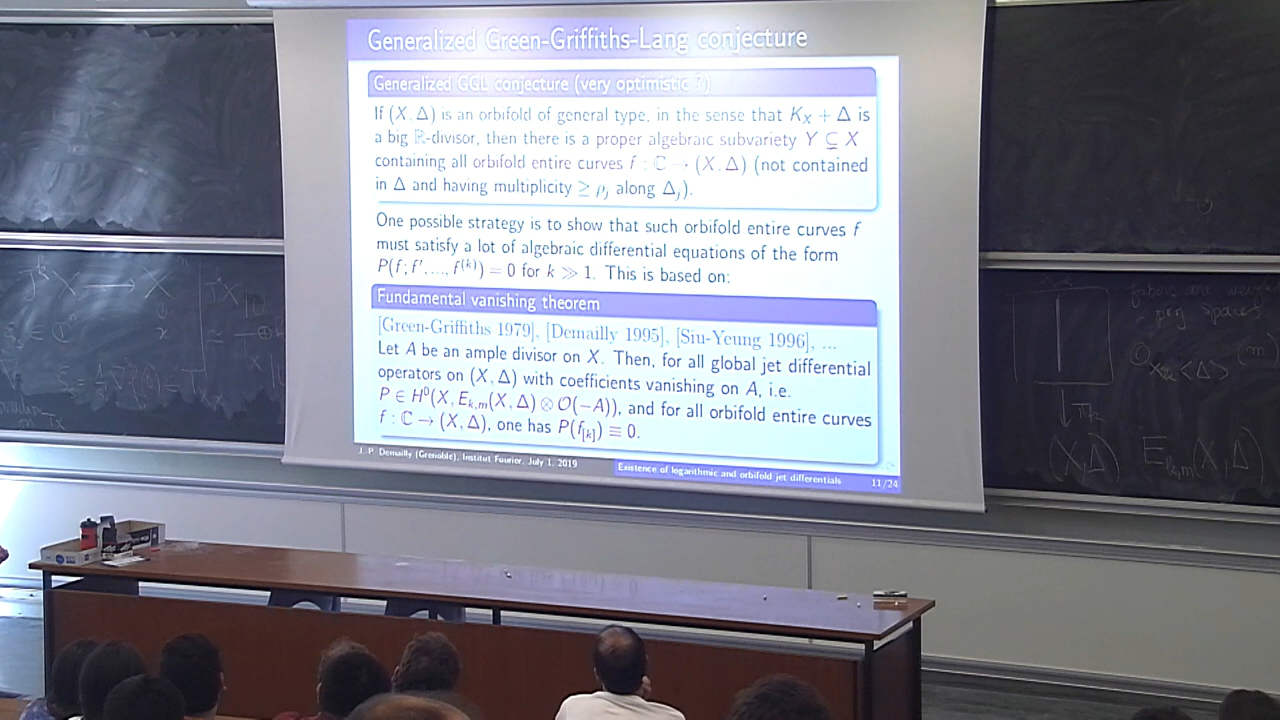 Generalized Green-Griffiths-Lang conjecture
Generalized GGL conjecture (very optimistic ?)
If (X, Δ) is an orbifold of general type, in the sense that K_X + Δ is
a big ℝ-divisor, then there is a proper algebraic subvariety Y ⊊ X
containing all orbifold entire curves f : ℂ → (X, Δ) (not contained
in Δ and having multiplicity ≥ ρ_j along Δ_j).
One possible strategy is to show that such orbifold entire curves f
must satisfy a lot of algebraic differential equations of the form
P(f; f', ..., f^(k)) = 0 for k ≫ 1. This is based on:
Fundamental vanishing theorem
[Green-Griffiths 1979], [Demailly 1995], [Siu-Yeung 1996], ...
Let A be an ample divisor on X. Then, for all global jet differential
operators on (X, Δ) with coefficients vanishing on A, i.e.
P ∈ H⁰(X, E_{k,m}(X, Δ) ⊗ O(−A)), and for all orbifold entire curves
f : ℂ → (X, Δ), one has P(f_[k]) ≡ 0.
J.-P. Demailly (Grenoble), Institut Fourier, July 1, 2019
Existence of logarithmic and orbifold jet differentials
11/24
J^k X → X
(X, Δ)
E_{k,m}(X, Δ)